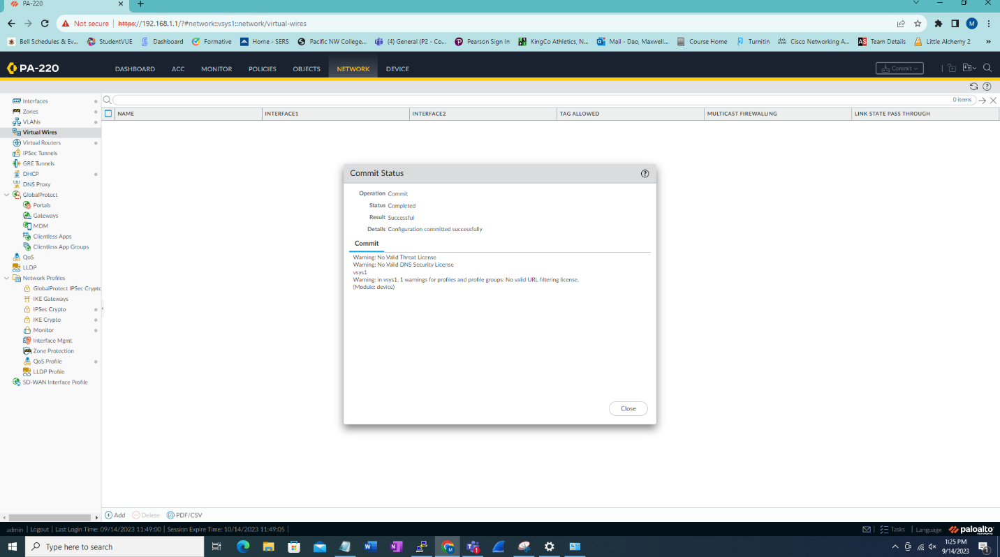 PA-220
Not secure https://192.168.1.1/?#network::vsys1::network/virtual-wires
M
Bell Schedules & Ev... StudentVUE Dashboard Formative Home - SERS Pacific NW College... (4) General (P2 - Co... Pearson Sign In KingCo Athletics, N... Mail - Dao, Maxwell... Course Home Turnitin Cisco Networking A... AS Team Details Little Alchemy 2 »
PA-220 DASHBOARD ACC MONITOR POLICIES OBJECTS NETWORK DEVICE Commit
Interfaces
Zones
VLANs
Virtual Wires
Virtual Routers
IPSec Tunnels
GRE Tunnels
DHCP
DNS Proxy
GlobalProtect
Portals
Gateways
MDM
Clientless Apps
Clientless App Groups
QoS
LLDP
Network Profiles
GlobalProtect IPSec Crypto
IKE Gateways
IPSec Crypto
IKE Crypto
Monitor
Interface Mgmt
Zone Protection
QoS Profile
LLDP Profile
SD-WAN Interface Profile
0 items
NAME INTERFACE1 INTERFACE2 TAG ALLOWED MULTICAST FIREWALLING LINK STATE PASS THROUGH
Commit Status
Operation Commit
Status Completed
Result Successful
Details Configuration committed successfully
Commit
Warning: No Valid Threat License
Warning: No Valid DNS Security License
vsys1
Warning: in vsys1, 1 warnings for profiles and profile groups: No valid URL filtering license.
(Module: device)
Close
Add Delete PDF/CSV
admin | Logout | Last Login Time: 09/14/2023 11:49:00 | Session Expire Time: 10/14/2023 11:49:05 | Tasks | Language paloalto
Type here to search
1:25 PM
9/14/2023
1